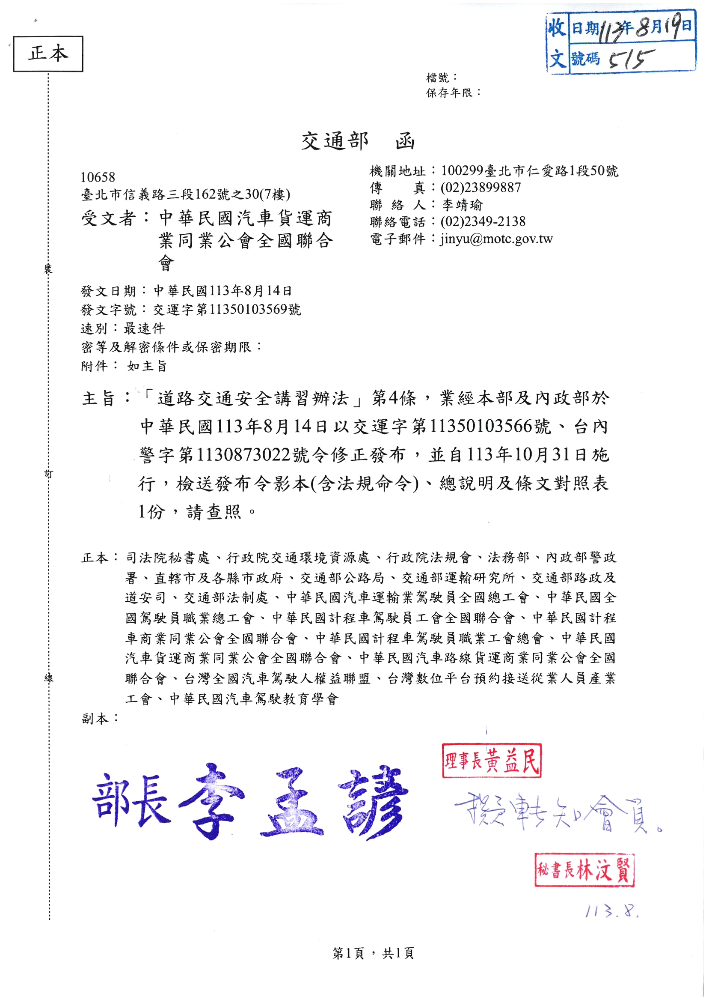 正本
收文
日期113年8月19日
號碼 515
檔號：
保存年限：
交通部　函
10658
臺北市信義路三段162號之30(7樓)
受文者：中華民國汽車貨運商
業同業公會全國聯合
會
機關地址：100299臺北市仁愛路1段50號
傳　　真：(02)23899887
聯 絡 人：李靖瑜
聯絡電話：(02)2349-2138
電子郵件：jinyu@motc.gov.tw
發文日期：中華民國113年8月14日
發文字號：交運字第11350103569號
速別：最速件
密等及解密條件或保密期限：
附件：如主旨
主旨：「道路交通安全講習辦法」第4條，業經本部及內政部於
中華民國113年8月14日以交運字第11350103566號、台內
警字第1130873022號令修正發布，並自113年10月31日施
行，檢送發布令影本(含法規命令)、總說明及條文對照表
1份，請查照。
正本：司法院秘書處、行政院交通環境資源處、行政院法規會、法務部、內政部警政
署、直轄市及各縣市政府、交通部公路局、交通部運輸研究所、交通部路政及
道安司、交通部法制處、中華民國汽車運輸業駕駛員全國總工會、中華民國全
國駕駛員職業總工會、中華民國計程車駕駛員工會全國聯合會、中華民國計程
車商業同業公會全國聯合會、中華民國計程車駕駛員職業工會總會、中華民國
汽車貨運商業同業公會全國聯合會、中華民國汽車路線貨運商業同業公會全國
聯合會、台灣全國汽車駕駛人權益聯盟、台灣數位平台預約接送從業人員產業
工會、中華民國汽車駕駛教育學會
副本：
裝
訂
線
部長李孟諺
理事長黃益民
擬轉知會員。
秘書長林汶賢
113.8.
第1頁，共1頁